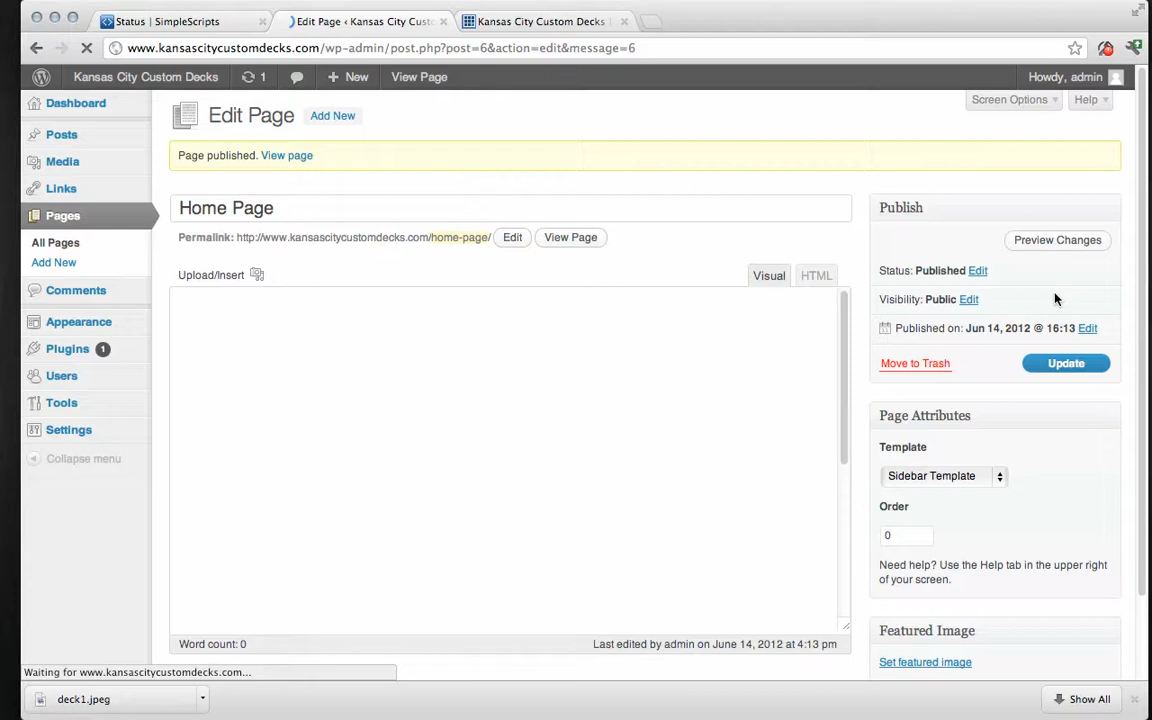 Status | SimpleScripts
Edit Page ‹ Kansas City Cust
Kansas City Custom Decks
www.kansascitycustomdecks.com/wp-admin/post.php?post=6&action=edit&message=6
Kansas City Custom Decks
1
New
View Page
Howdy, admin
Dashboard
Posts
Media
Links
Pages
All Pages
Add New
Comments
Appearance
Plugins 1
Users
Tools
Settings
Collapse menu
Screen Options
Help
Edit Page
Add New
Page published. View page
Home Page
Permalink: http://www.kansascitycustomdecks.com/home-page/
Edit
View Page
Upload/Insert
Visual
HTML
Word count: 0
Last edited by admin on June 14, 2012 at 4:13 pm
Publish
Preview Changes
Status: Published Edit
Visibility: Public Edit
Published on: Jun 14, 2012 @ 16:13 Edit
Move to Trash
Update
Page Attributes
Template
Sidebar Template
Order
0
Need help? Use the Help tab in the upper right
of your screen.
Featured Image
Set featured image
Waiting for www.kansascitycustomdecks.com...
deck1.jpeg
Show All